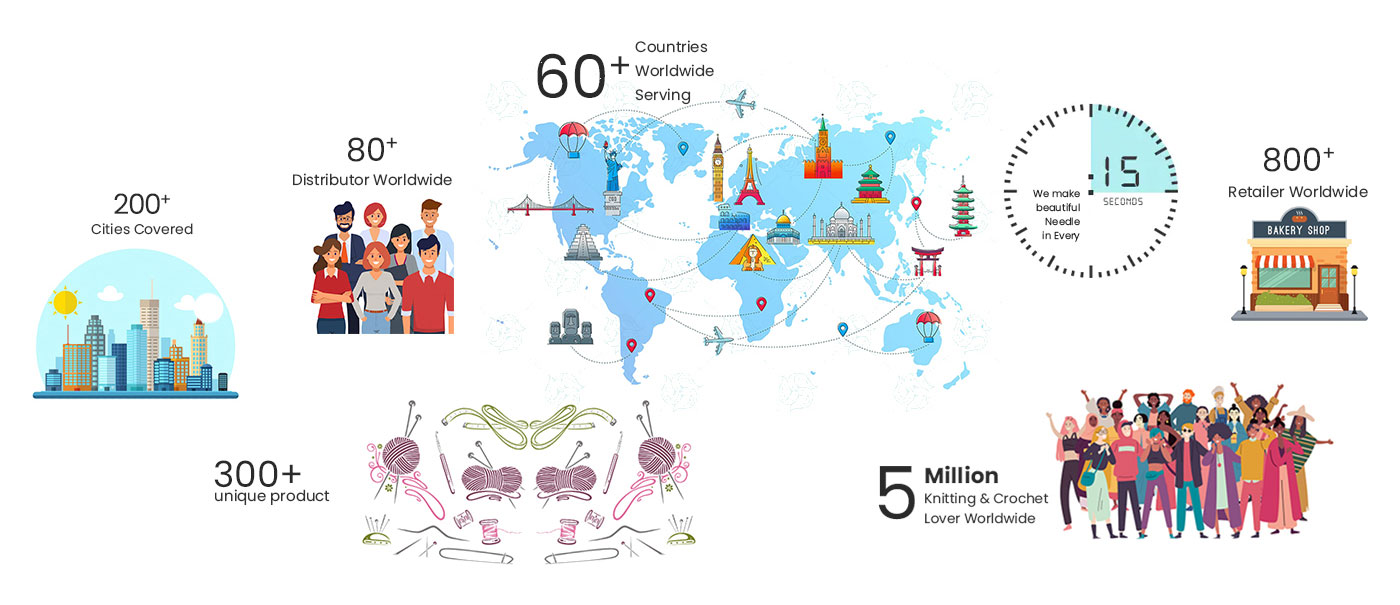 60+
Countries
Worldwide
Serving
80+
Distributor Worldwide
200+
Cities Covered
We make
beautiful
Needle
in Every
:15
SECONDS
800+
Retailer Worldwide
BAKERY SHOP
300+
unique product
5
Million
Knitting & Crochet
Lover Worldwide